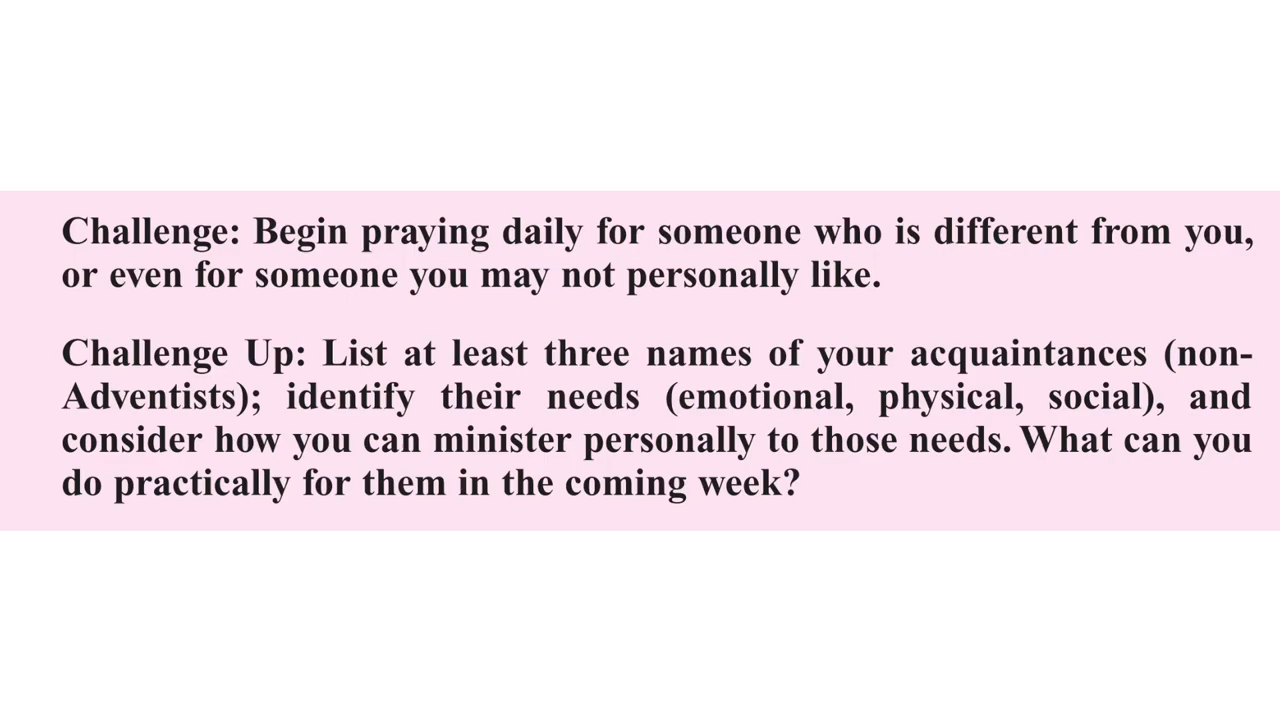 Challenge: Begin praying daily for someone who is different from you,
or even for someone you may not personally like.
Challenge Up: List at least three names of your acquaintances (non-
Adventists); identify their needs (emotional, physical, social), and
consider how you can minister personally to those needs. What can you
do practically for them in the coming week?